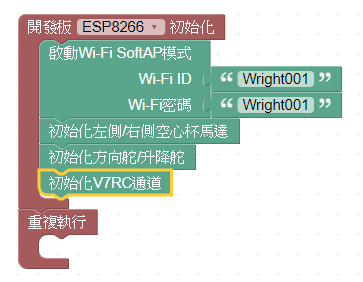 開發板 ESP8266 初始化
啟動Wi-Fi SoftAP模式
Wi-Fi ID “ Wright001 ”
Wi-Fi密碼 “ Wright001 ”
初始化左側/右側空心杯馬達
初始化方向舵/升降舵
初始化V7RC通道
重複執行